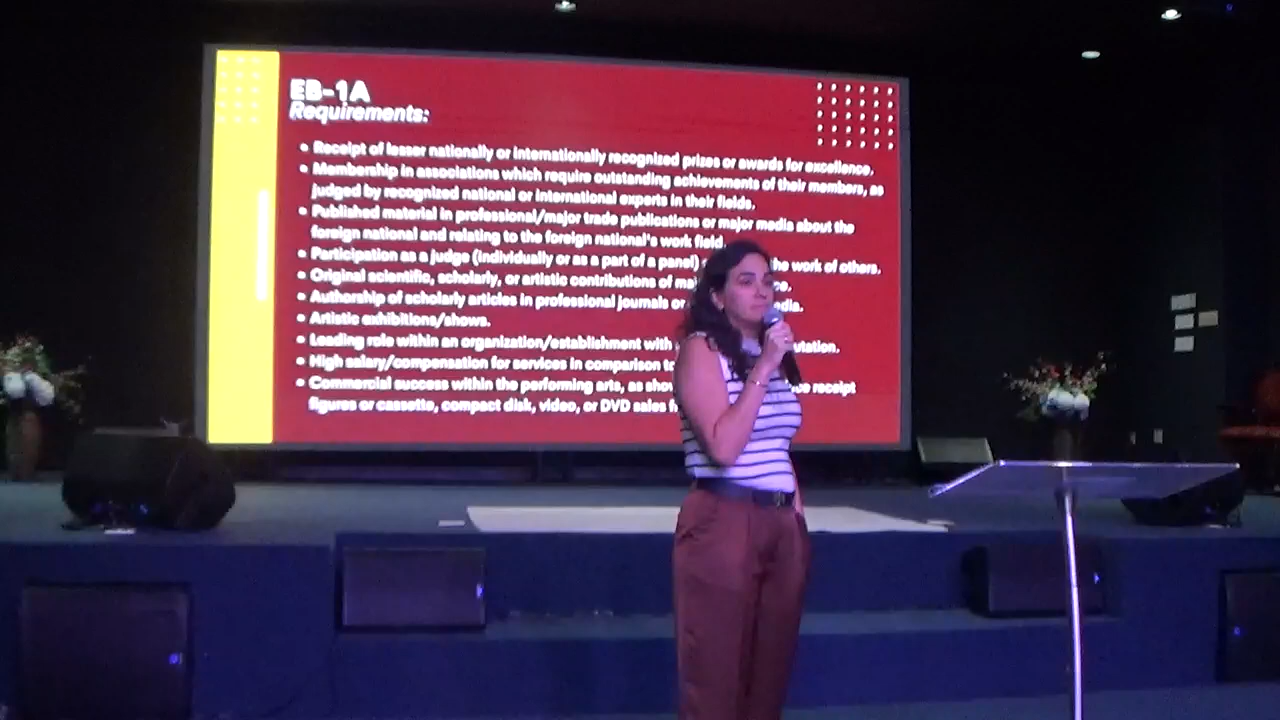 EB-1A
Requirements:
• Receipt of lesser nationally or internationally recognized prizes or awards for excellence.
• Membership in associations which require outstanding achievements of their members, as
judged by recognized national or international experts in their fields.
• Published material in professional/major trade publications or major media about the
foreign national and relating to the foreign national's work field.
• Participation as a judge (individually or as a part of a panel) he work of others.
• Original scientific, scholarly, or artistic contributions of
• Authorship of scholarly articles in professional journals or
• Artistic exhibitions/shows.
• Leading role within an organization/establishment with
• High salary/compensation for services in comparison
• Commercial success within the performing arts, as receipt
figures or cassette, compact disk, video, or DVD sales